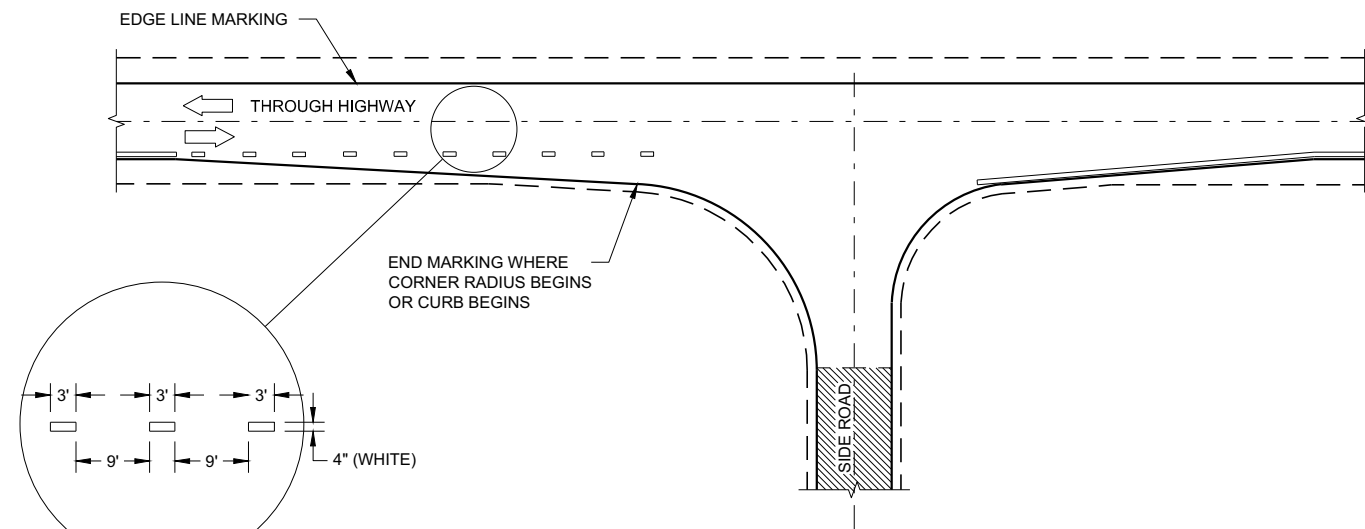 EDGE LINE MARKING
THROUGH HIGHWAY
END MARKING WHERE
CORNER RADIUS BEGINS
OR CURB BEGINS
3' 3' 3'
9' 9'
4" (WHITE)
SIDE ROAD